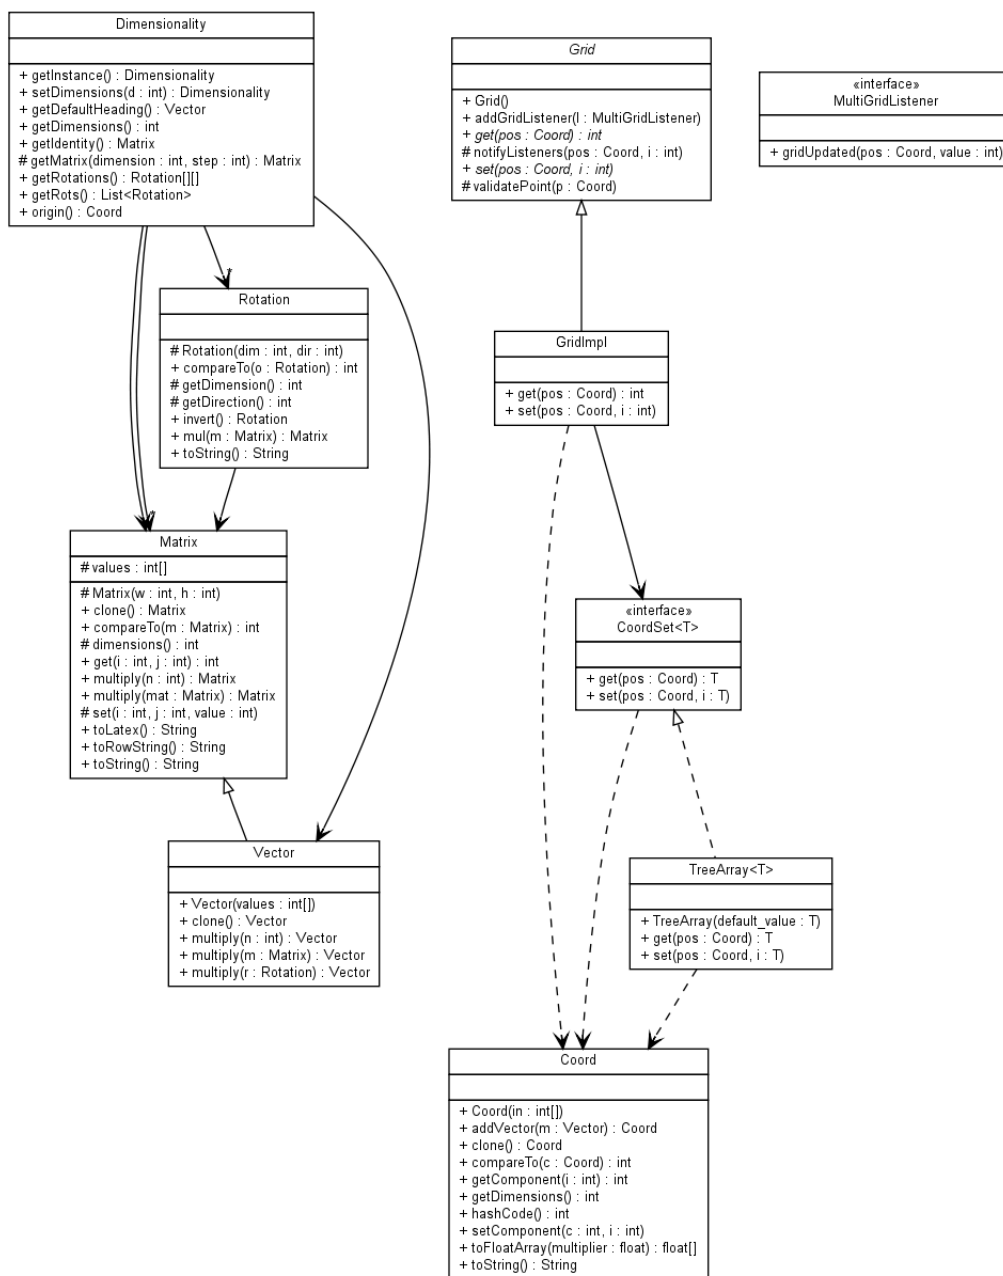 Dimensionality
+ getInstance() : Dimensionality
+ setDimensions(d : int) : Dimensionality
+ getDefaultHeading() : Vector
+ getDimensions() : int
+ getIdentity() : Matrix
# getMatrix(dimension : int, step : int) : Matrix
+ getRotations() : Rotation[][]
+ getRots() : List<Rotation>
+ origin() : Coord
Grid
+ Grid()
+ addGridListener(l : MultiGridListener)
+ get(pos : Coord) : int
# notifyListeners(pos : Coord, i : int)
+ set(pos : Coord, i : int)
# validatePoint(p : Coord)
«interface»
MultiGridListener
+ gridUpdated(pos : Coord, value : int)
*
Rotation
# Rotation(dim : int, dir : int)
+ compareTo(o : Rotation) : int
# getDimension() : int
# getDirection() : int
+ invert() : Rotation
+ mul(m : Matrix) : Matrix
+ toString() : String
GridImpl
+ get(pos : Coord) : int
+ set(pos : Coord, i : int)
*
Matrix
# values : int[]
# Matrix(w : int, h : int)
+ clone() : Matrix
+ compareTo(m : Matrix) : int
# dimensions() : int
+ get(i : int, j : int) : int
+ multiply(n : int) : Matrix
+ multiply(mat : Matrix) : Matrix
# set(i : int, j : int, value : int)
+ toLatex() : String
+ toRowString() : String
+ toString() : String
«interface»
CoordSet<T>
+ get(pos : Coord) : T
+ set(pos : Coord, i : T)
Vector
+ Vector(values : int[])
+ clone() : Vector
+ multiply(n : int) : Vector
+ multiply(m : Matrix) : Vector
+ multiply(r : Rotation) : Vector
TreeArray<T>
+ TreeArray(default_value : T)
+ get(pos : Coord) : T
+ set(pos : Coord, i : T)
Coord
+ Coord(in : int[])
+ addVector(m : Vector) : Coord
+ clone() : Coord
+ compareTo(c : Coord) : int
+ getComponent(i : int) : int
+ getDimensions() : int
+ hashCode() : int
+ setComponent(c : int, i : int)
+ toFloatArray(multiplier : float) : float[]
+ toString() : String